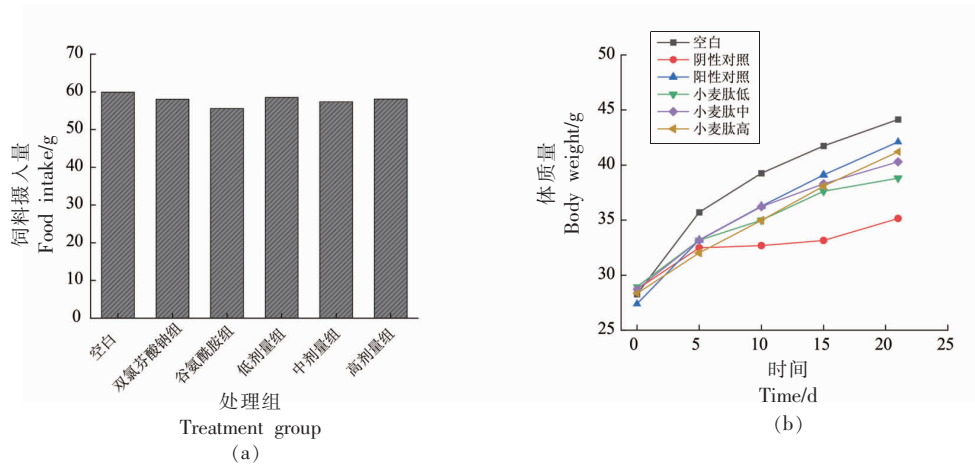 70
60
50
40
30
20
10
0
饲料摄入量
Food intake/g
空白
双氯芬酸钠组
谷氨酰胺组
低剂量组
中剂量组
高剂量组
处理组
Treatment group
(a)
50
45
40
35
30
25
体质量
Body weight/g
空白
阴性对照
阳性对照
小麦肽低
小麦肽中
小麦肽高
0 5 10 15 20 25
时间
Time/d
(b)